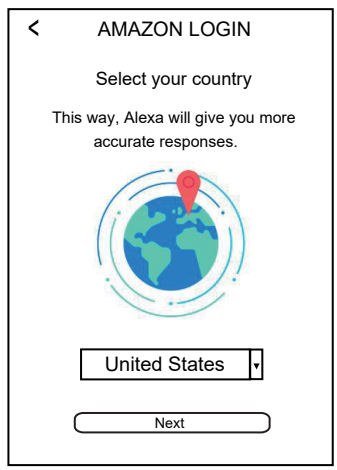 AMAZON LOGIN
Select your country
This way, Alexa will give you more
accurate responses.
United States
Next